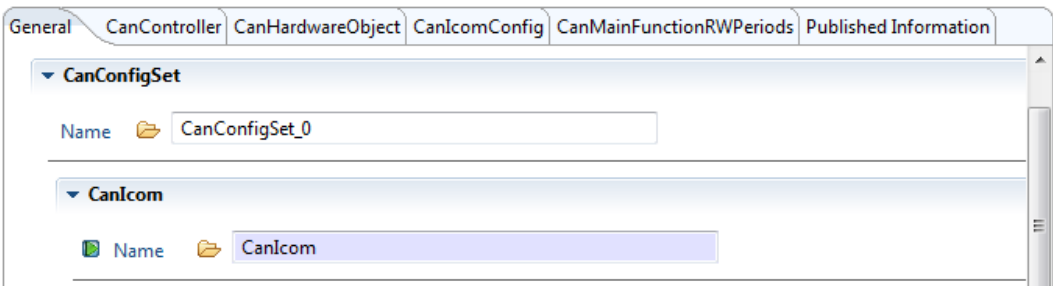 General CanController CanHardwareObject CanIcomConfig CanMainFunctionRWPeriods Published Information
CanConfigSet
Name CanConfigSet_0
CanIcom
Name CanIcom